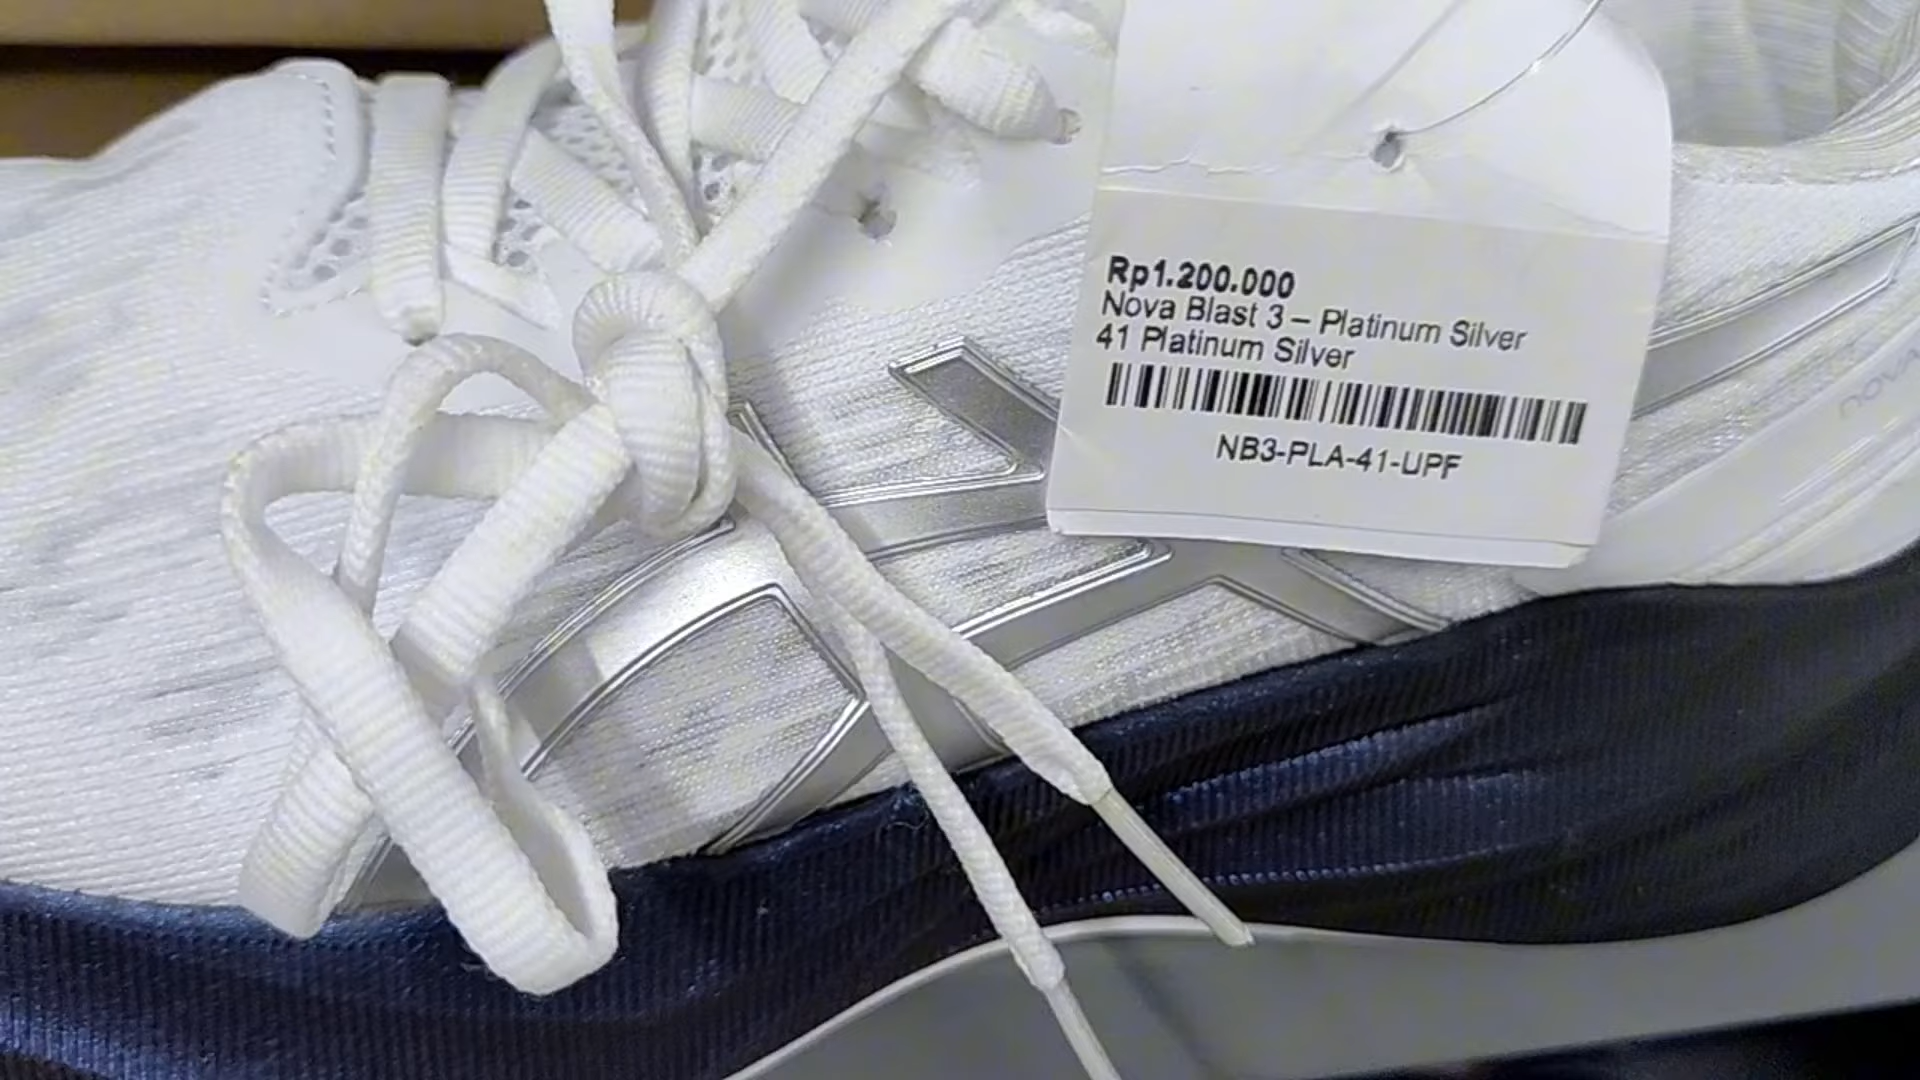 Rp1.200.000
Nova Blast 3 – Platinum Silver
41 Platinum Silver
NB3-PLA-41-UPF